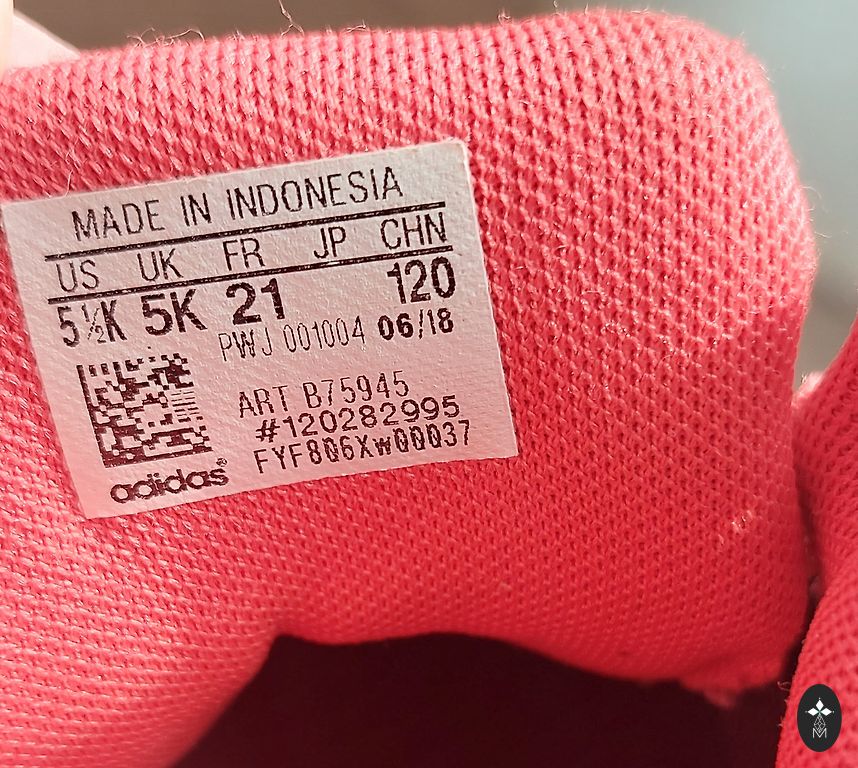 MADE IN INDONESIA
US UK FR JP CHN
5½K 5K 21 120
PWJ 001004 06/18
ART B75945
#120282995
FYF806Xw00037
adidas®
M